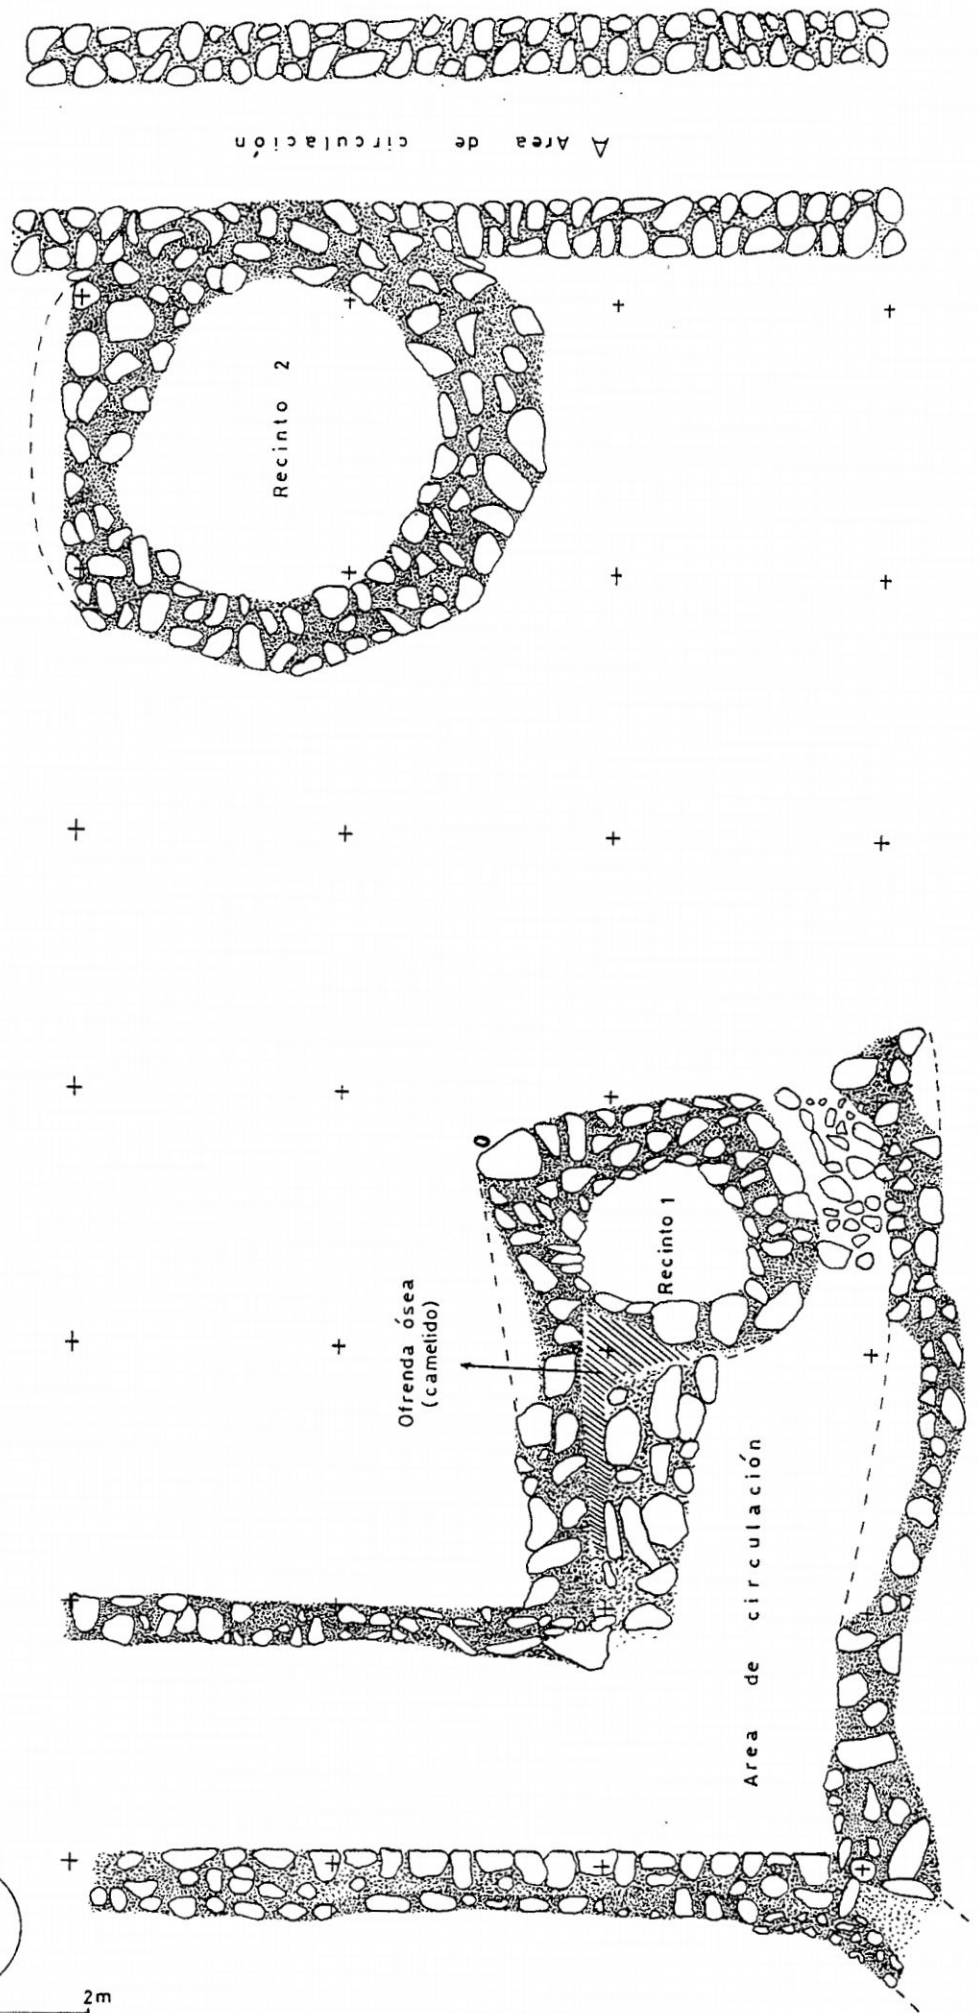 Area de circulación
Recinto 2
O
Ofrenda ósea
(camelido)
Recinto 1
Area de circulación
2m